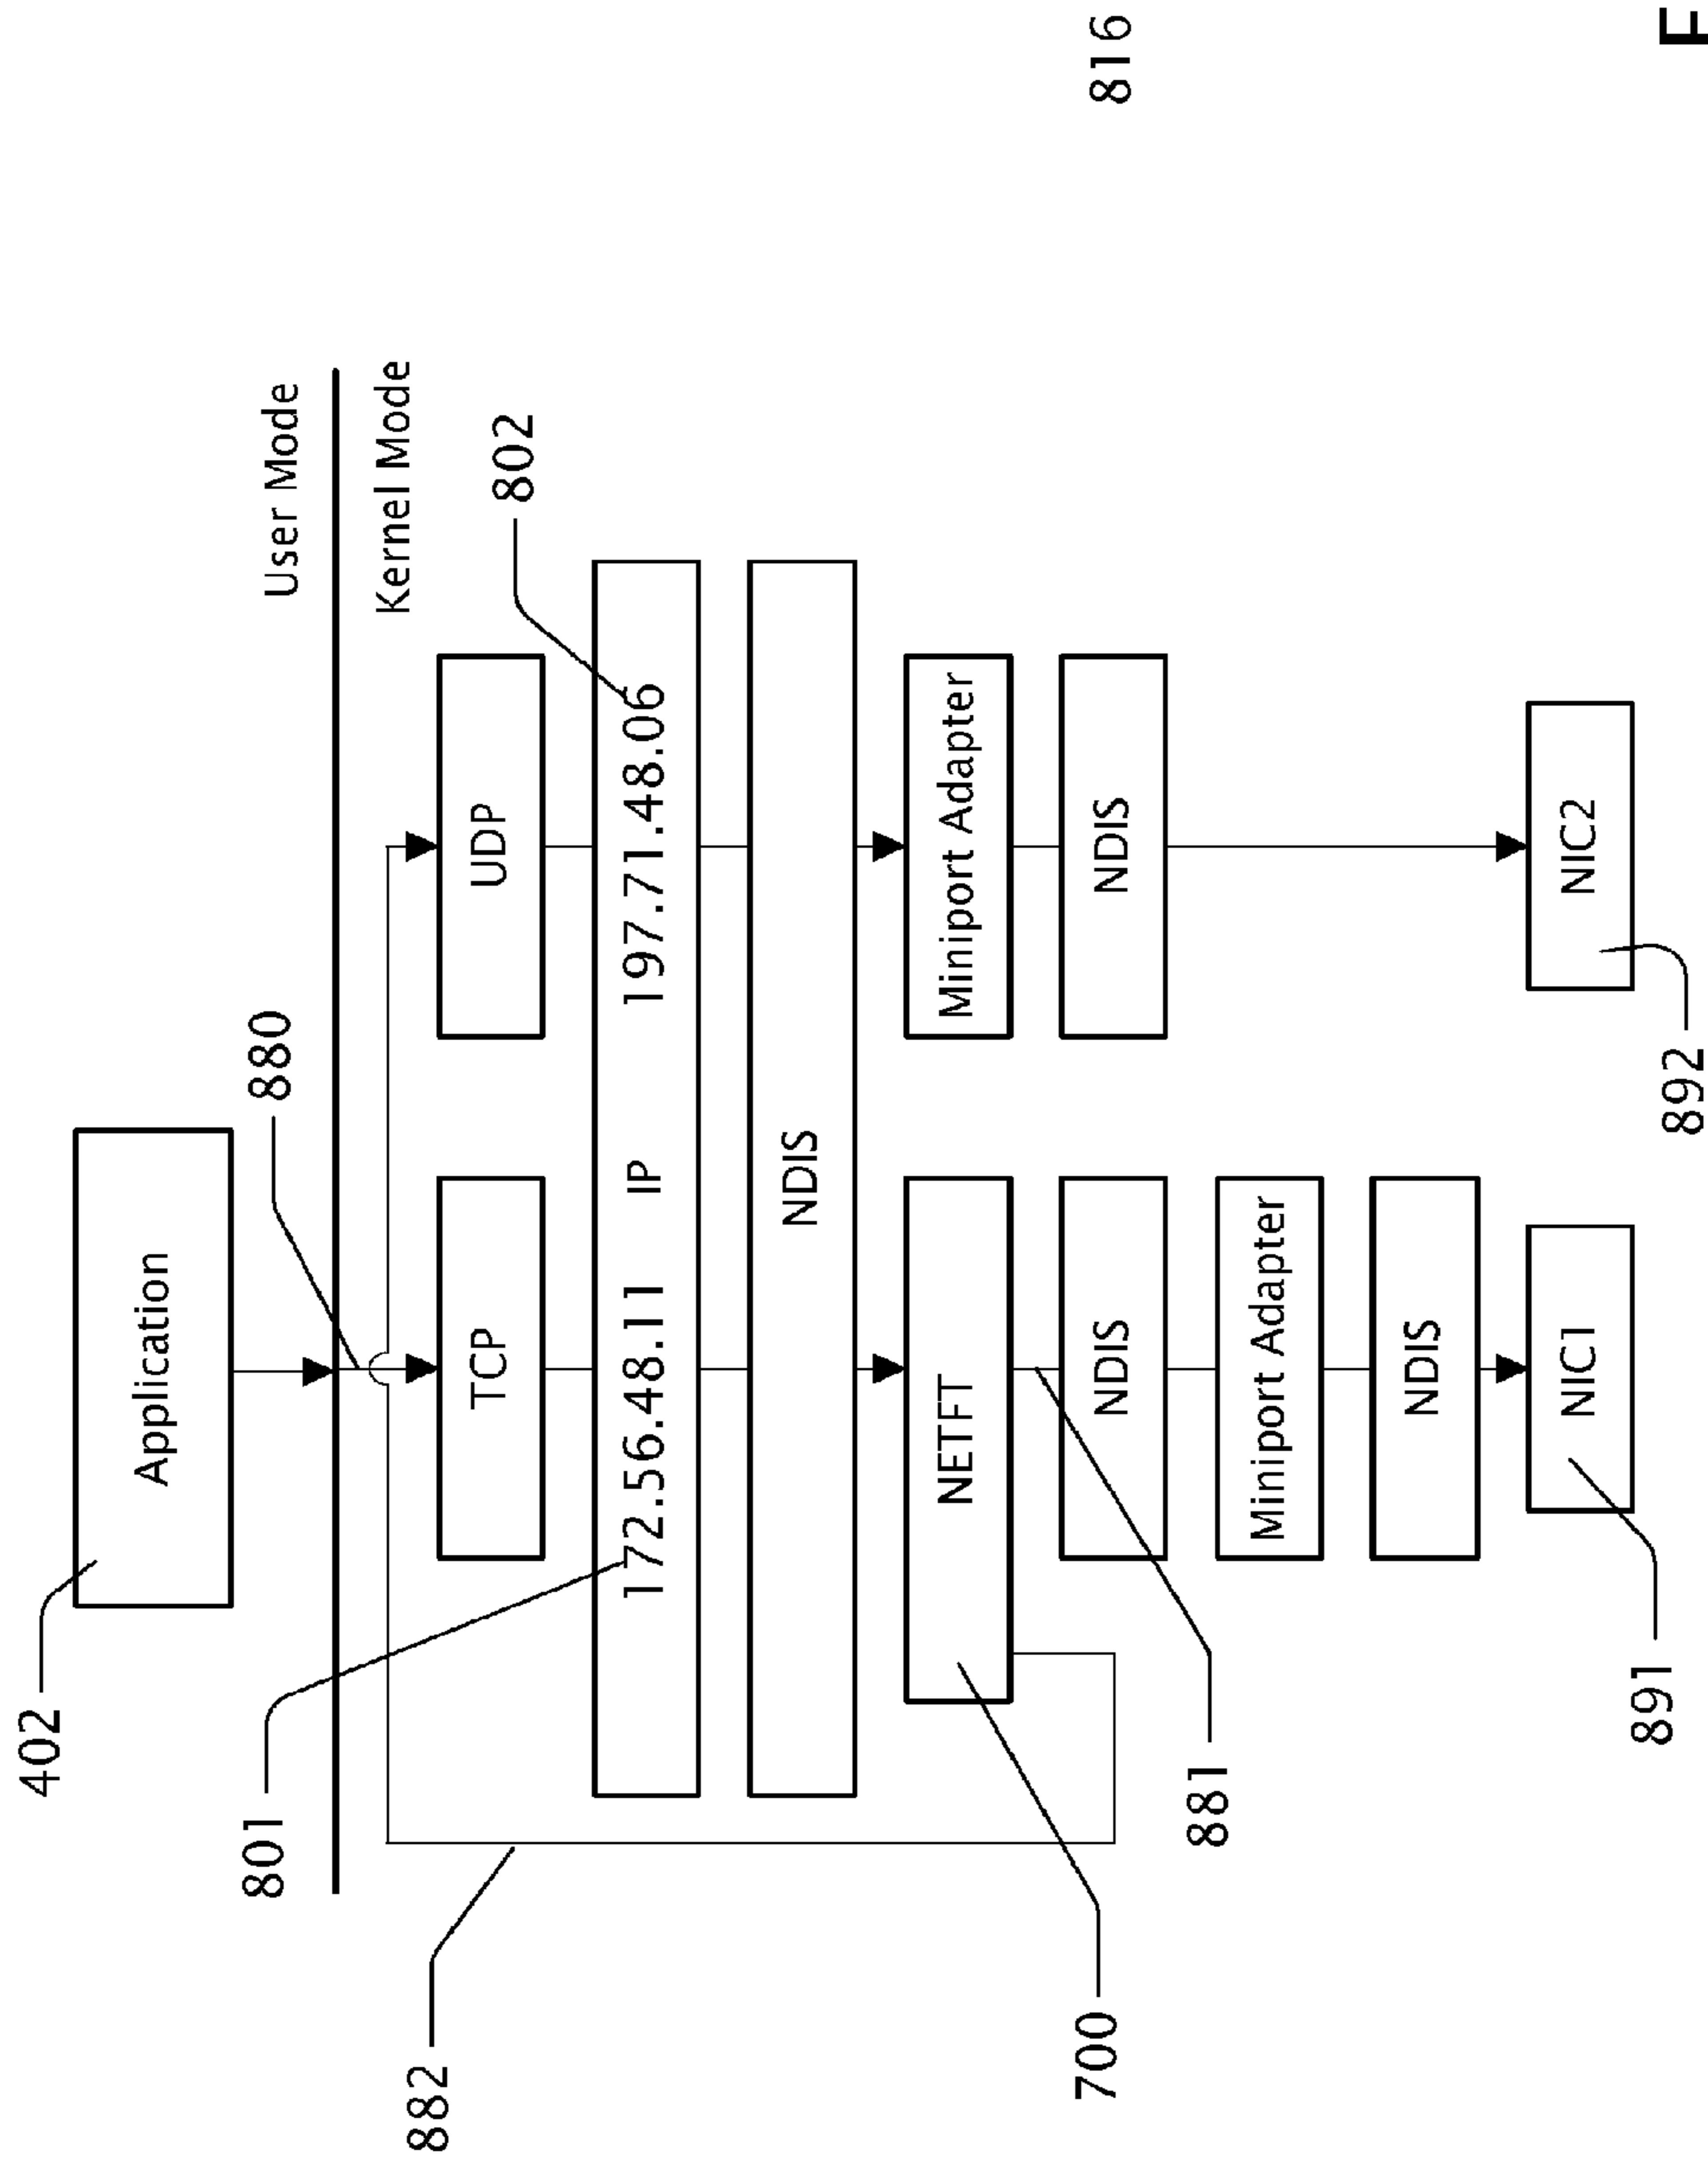 402
Application
801
880
User Mode
Kernel Mode
882
TCP
UDP
802
172.56.48.11
IP
197.71.48.06
NDIS
NETFT
Miniport Adapter
700
NDIS
NDIS
816
881
Miniport Adapter
NDIS
NIC1
NIC2
891
892
F